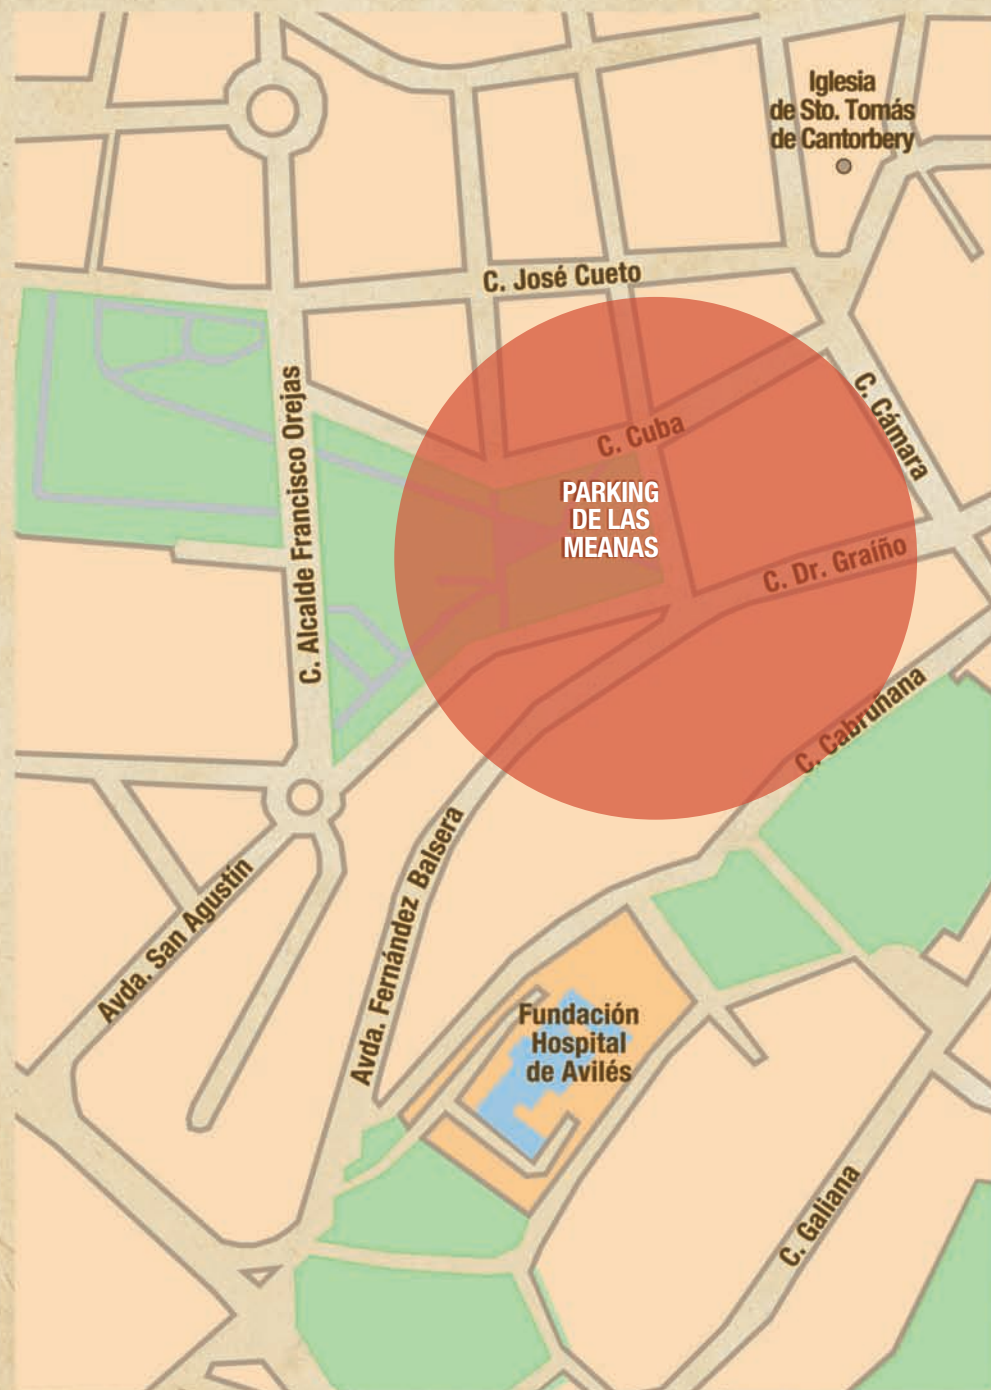 Iglesia
de Sto. Tomás
de Cantorbery
C. José Cueto
C. Alcalde Francisco Orejas
C. Cámara
C. Cuba
PARKING
DE LAS
MEANAS
C. Dr. Graíño
C. Cabruñana
Avda. Fernández Balsera
Avda. San Agustín
Fundación
Hospital
de Avilés
C. Galiana